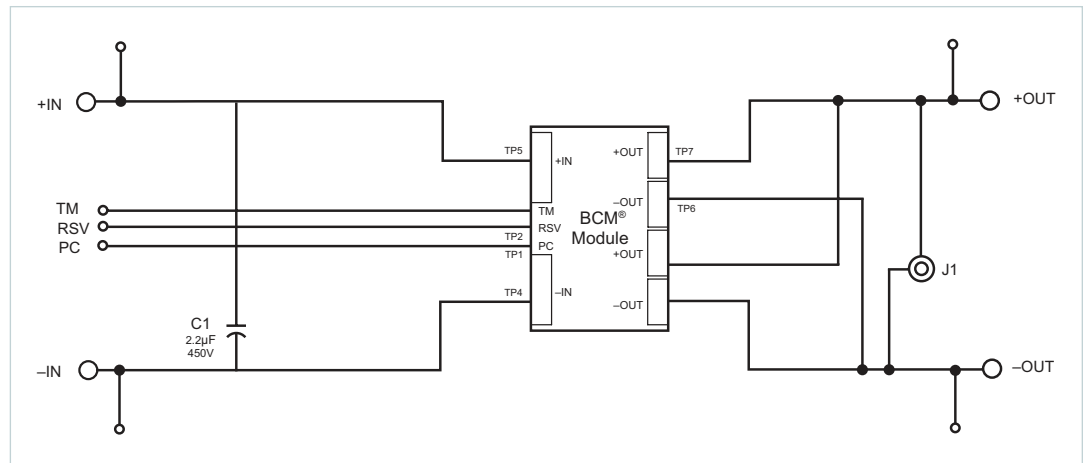 +IN
TM
RSV
PC
–IN
C1
2.2µF
450V
TP5
TP2
TP1
TP4
+IN
TM
RSV
PC
–IN
BCM®
Module
+OUT
–OUT
+OUT
–OUT
TP7
TP6
+OUT
J1
–OUT